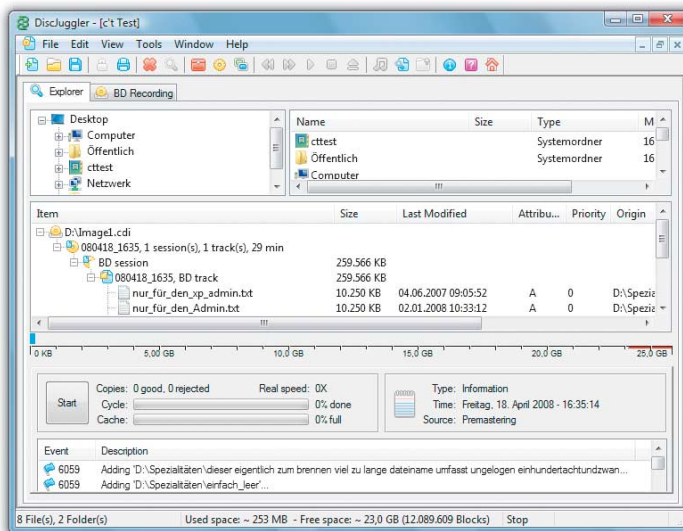 DiscJuggler - [c't Test]
File Edit View Tools Window Help
Explorer BD Recording
Desktop
Computer
Öffentlich
cttest
Netzwerk
Name Size Type M
cttest Systemordner 16
Öffentlich Systemordner 16
Computer
Item Size Last Modified Attribu... Priority Origin
D:\Image1.cdi
080418_1635, 1 session(s), 1 track(s), 29 min
BD session 259.566 KB
080418_1635, BD track 259.566 KB
nur_für_den_xp_admin.txt 10.250 KB 04.06.2007 09:05:52 A 0 D:\Spezia
nur_für_den_Admin.txt 10.250 KB 02.01.2008 10:33:12 A 0 D:\Spezia
0 KB 5,00 GB 10,0 GB 15,0 GB 20,0 GB 25,0 GB
Start
Copies: 0 good, 0 rejected Real speed: 0X
Cycle: 0% done
Cache: 0% full
Type: Information
Time: Freitag, 18. April 2008 - 16:35:14
Source: Premastering
Event Description
6059 Adding 'D:\Spezialitäten\dieser eigentlich zum brennen viel zu lange dateiname umfasst ungelogen einhundertachtundzwan...
6059 Adding 'D:\Spezialitäten\einfach_leer'...
8 File(s), 2 Folder(s) Used space: ~ 253 MB - Free space: ~ 23,0 GB (12.089.609 Blocks) Stop